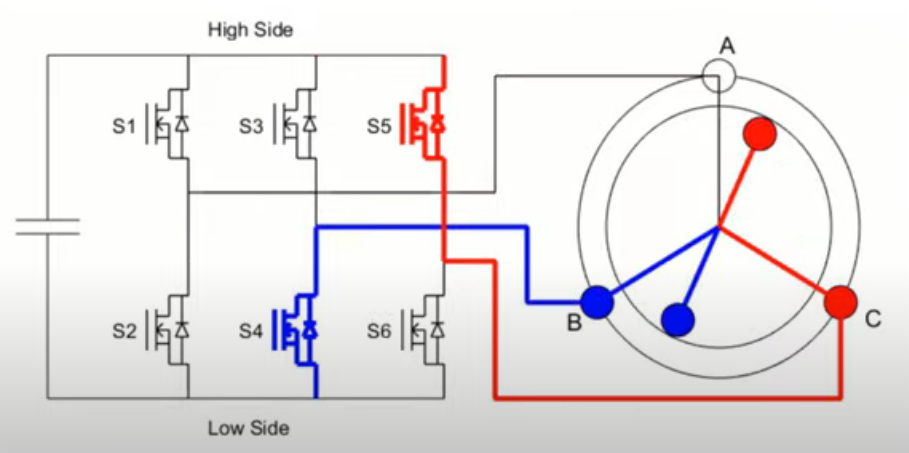 High Side
A
S1
S3
S5
S2
S4
S6
B
C
Low Side